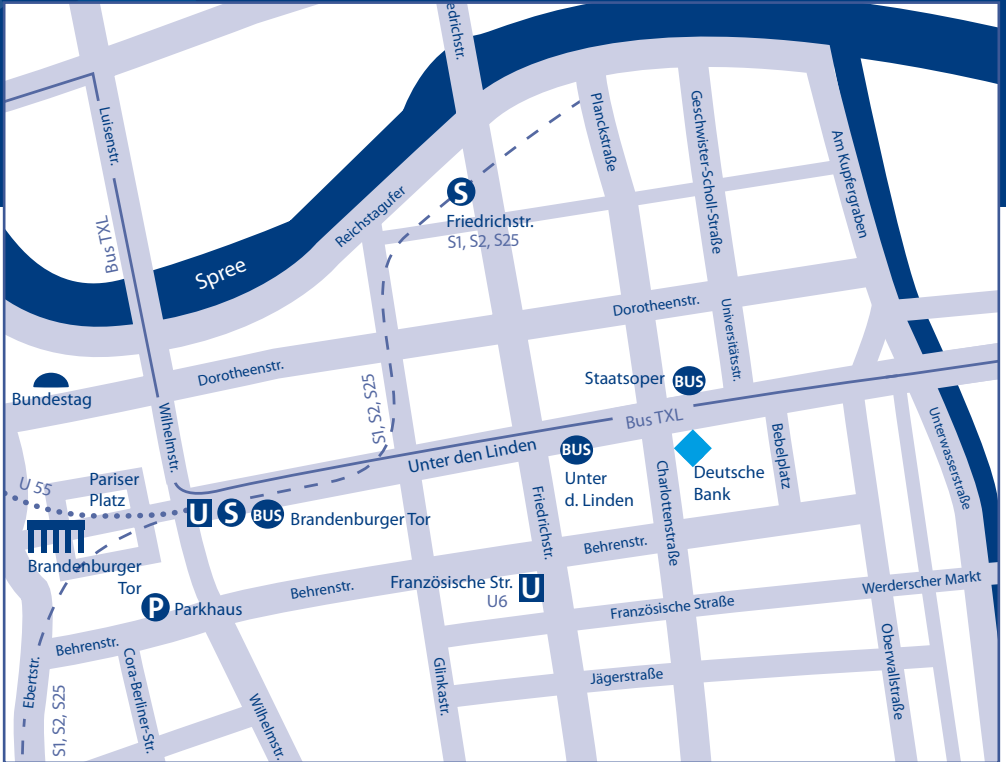 edrichstr.
Luisenstr.
Planckstraße
Geschwister-Scholl-Straße
Am Kupfergraben
Reichstagufer
S
Friedrichstr.
S1, S2, S25
Bus TXL
Spree
Dorotheenstr.
Universitätsstr.
Dorotheenstr.
Staatsoper BUS
Bundestag
S1, S2, S25
Wilhelmstr.
Bus TXL
Unter den Linden
BUS
Unter
d. Linden
Deutsche
Bank
Bebelplatz
Unterwasserstraße
Charlottenstraße
U 55
Pariser
Platz
U S BUS Brandenburger Tor
Friedrichstr.
Behrenstr.
Brandenburger
Tor
P Parkhaus
Behrenstr.
Französische Str. U
U6
Französische Straße
Werderscher Markt
Behrenstr.
Ebertstr.
S1, S2, S25
Cora-Berliner-Str.
Wilhelmstr.
Glinkastr.
Jägerstraße
Oberwallstraße